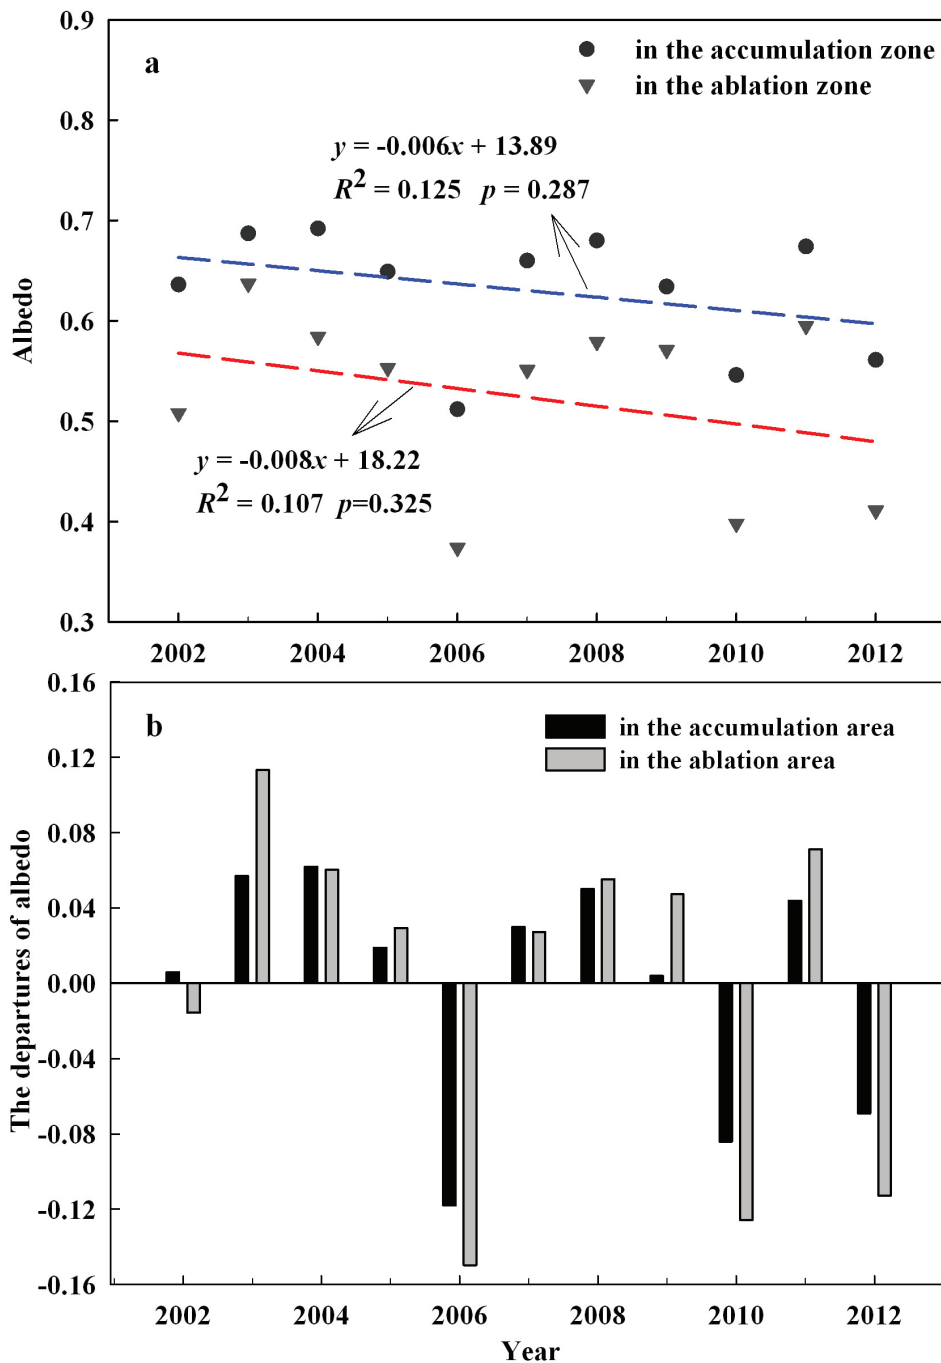 a
in the accumulation zone
in the ablation zone
y = -0.006x + 13.89
R² = 0.125 p = 0.287
y = -0.008x + 18.22
R² = 0.107 p=0.325
Albedo
0.9
0.8
0.7
0.6
0.5
0.4
0.3
2002 2004 2006 2008 2010 2012
b
in the accumulation area
in the ablation area
The departures of albedo
0.16
0.12
0.08
0.04
0.00
-0.04
-0.08
-0.12
-0.16
2002 2004 2006 2008 2010 2012
Year